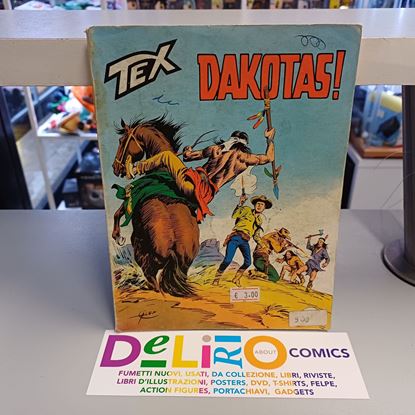 TEX
DAKOTAS!
€ 3,00
DeLiRiO ABOUT COMICS
FUMETTI NUOVI, USATI, DA COLLEZIONE, LIBRI, RIVISTE,
LIBRI D'ILLUSTRAZIONI, POSTERS, DVD, T-SHIRTS, FELPE,
ACTION FIGURES, PORTACHIAVI, GADGETS